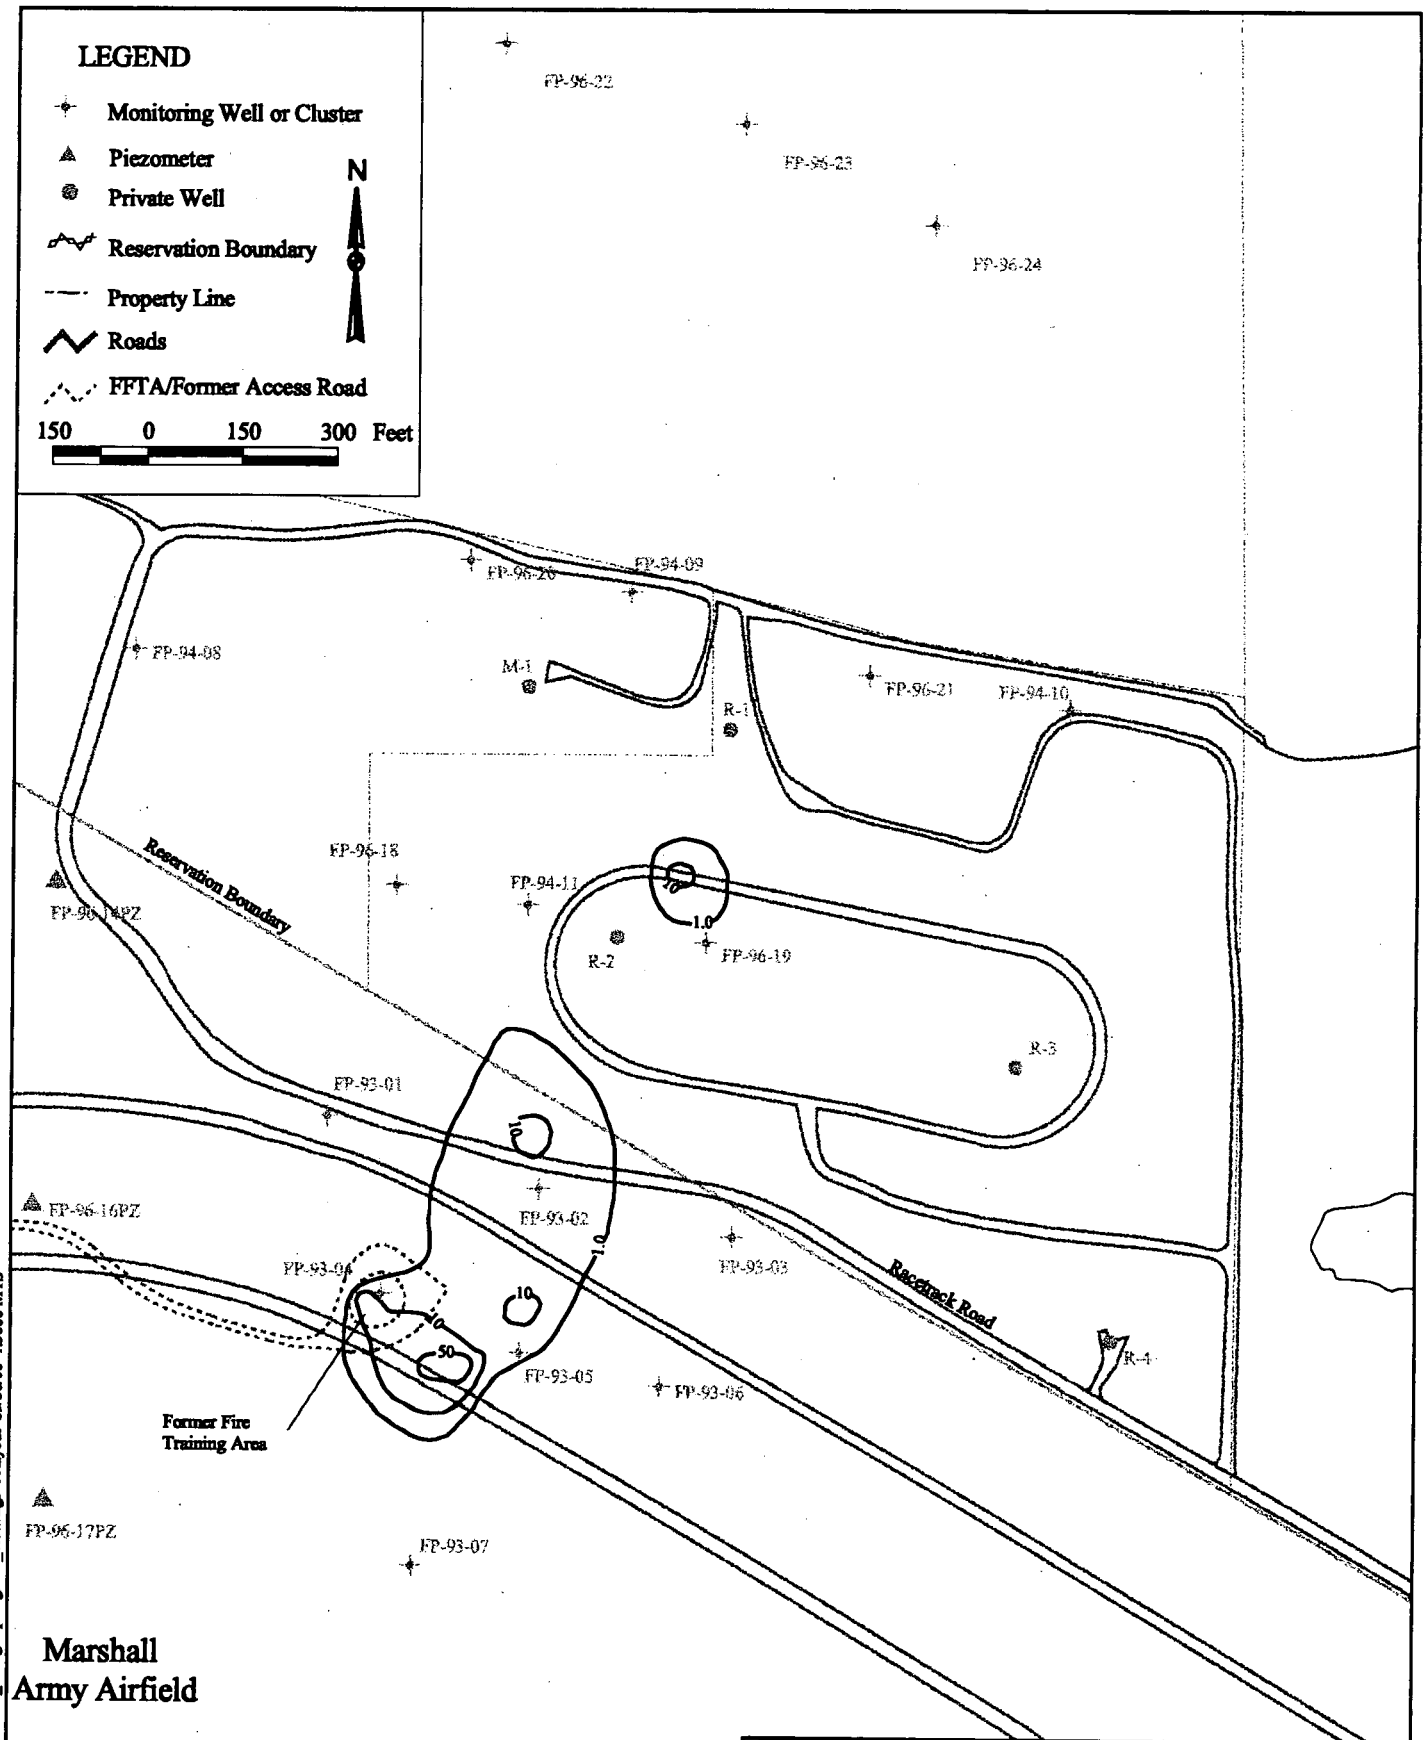 LEGEND
Monitoring Well or Cluster
Piezometer
Private Well
Reservation Boundary
Property Line
Roads
FFTA/Former Access Road
N
150 0 150 300 Feet
FP-96-22
FP-96-23
FP-96-24
FP-96-20
FP-94-09
FP-94-08
M-1
FP-96-21
FP-94-10
R-1
Reservation Boundary
FP-96-18
FP-94-11
10
FP-96-14PZ
1.0
R-2
FP-96-19
R-3
FP-93-01
10
FP-96-16PZ
FP-93-02
1.0
FP-93-03
FP-93-04
Racetrack Road
10
10
50
FP-93-05
R-4
FP-93-06
Former Fire
Training Area
FP-96-17PZ
FP-93-07
Marshall
Army Airfield